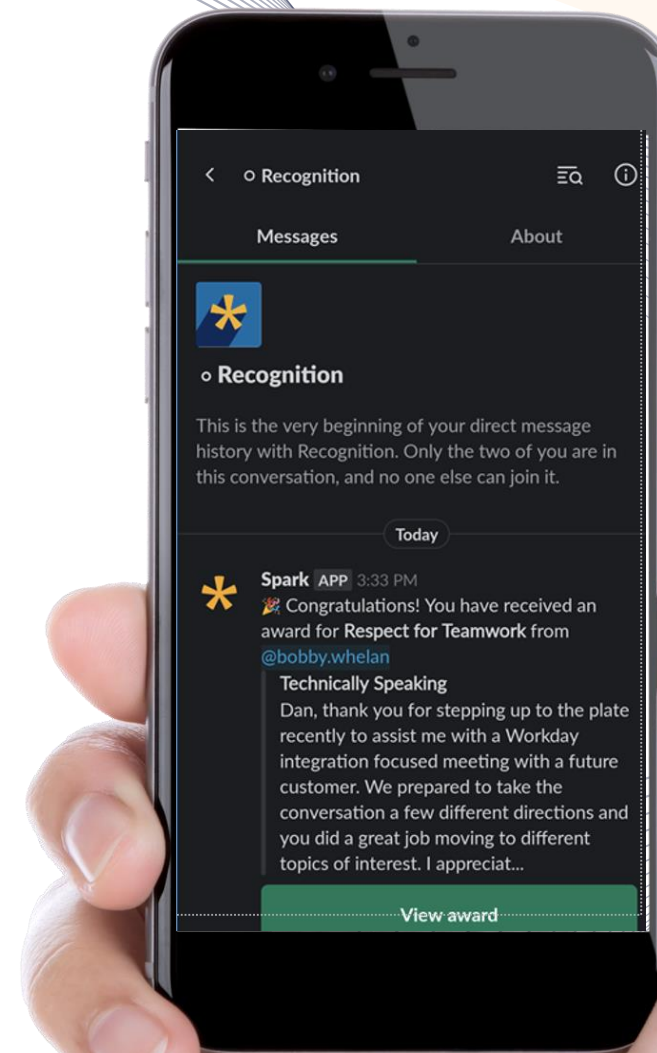 Recognition
Messages
About
Recognition
This is the very beginning of your direct message
history with Recognition. Only the two of you are in
this conversation, and no one else can join it.
Today
Spark APP 3:33 PM
🎉 Congratulations! You have received an
award for Respect for Teamwork from
@bobby.whelan
Technically Speaking
Dan, thank you for stepping up to the plate
recently to assist me with a Workday
integration focused meeting with a future
customer. We prepared to take the
conversation a few different directions and
you did a great job moving to different
topics of interest. I appreciat...
View award